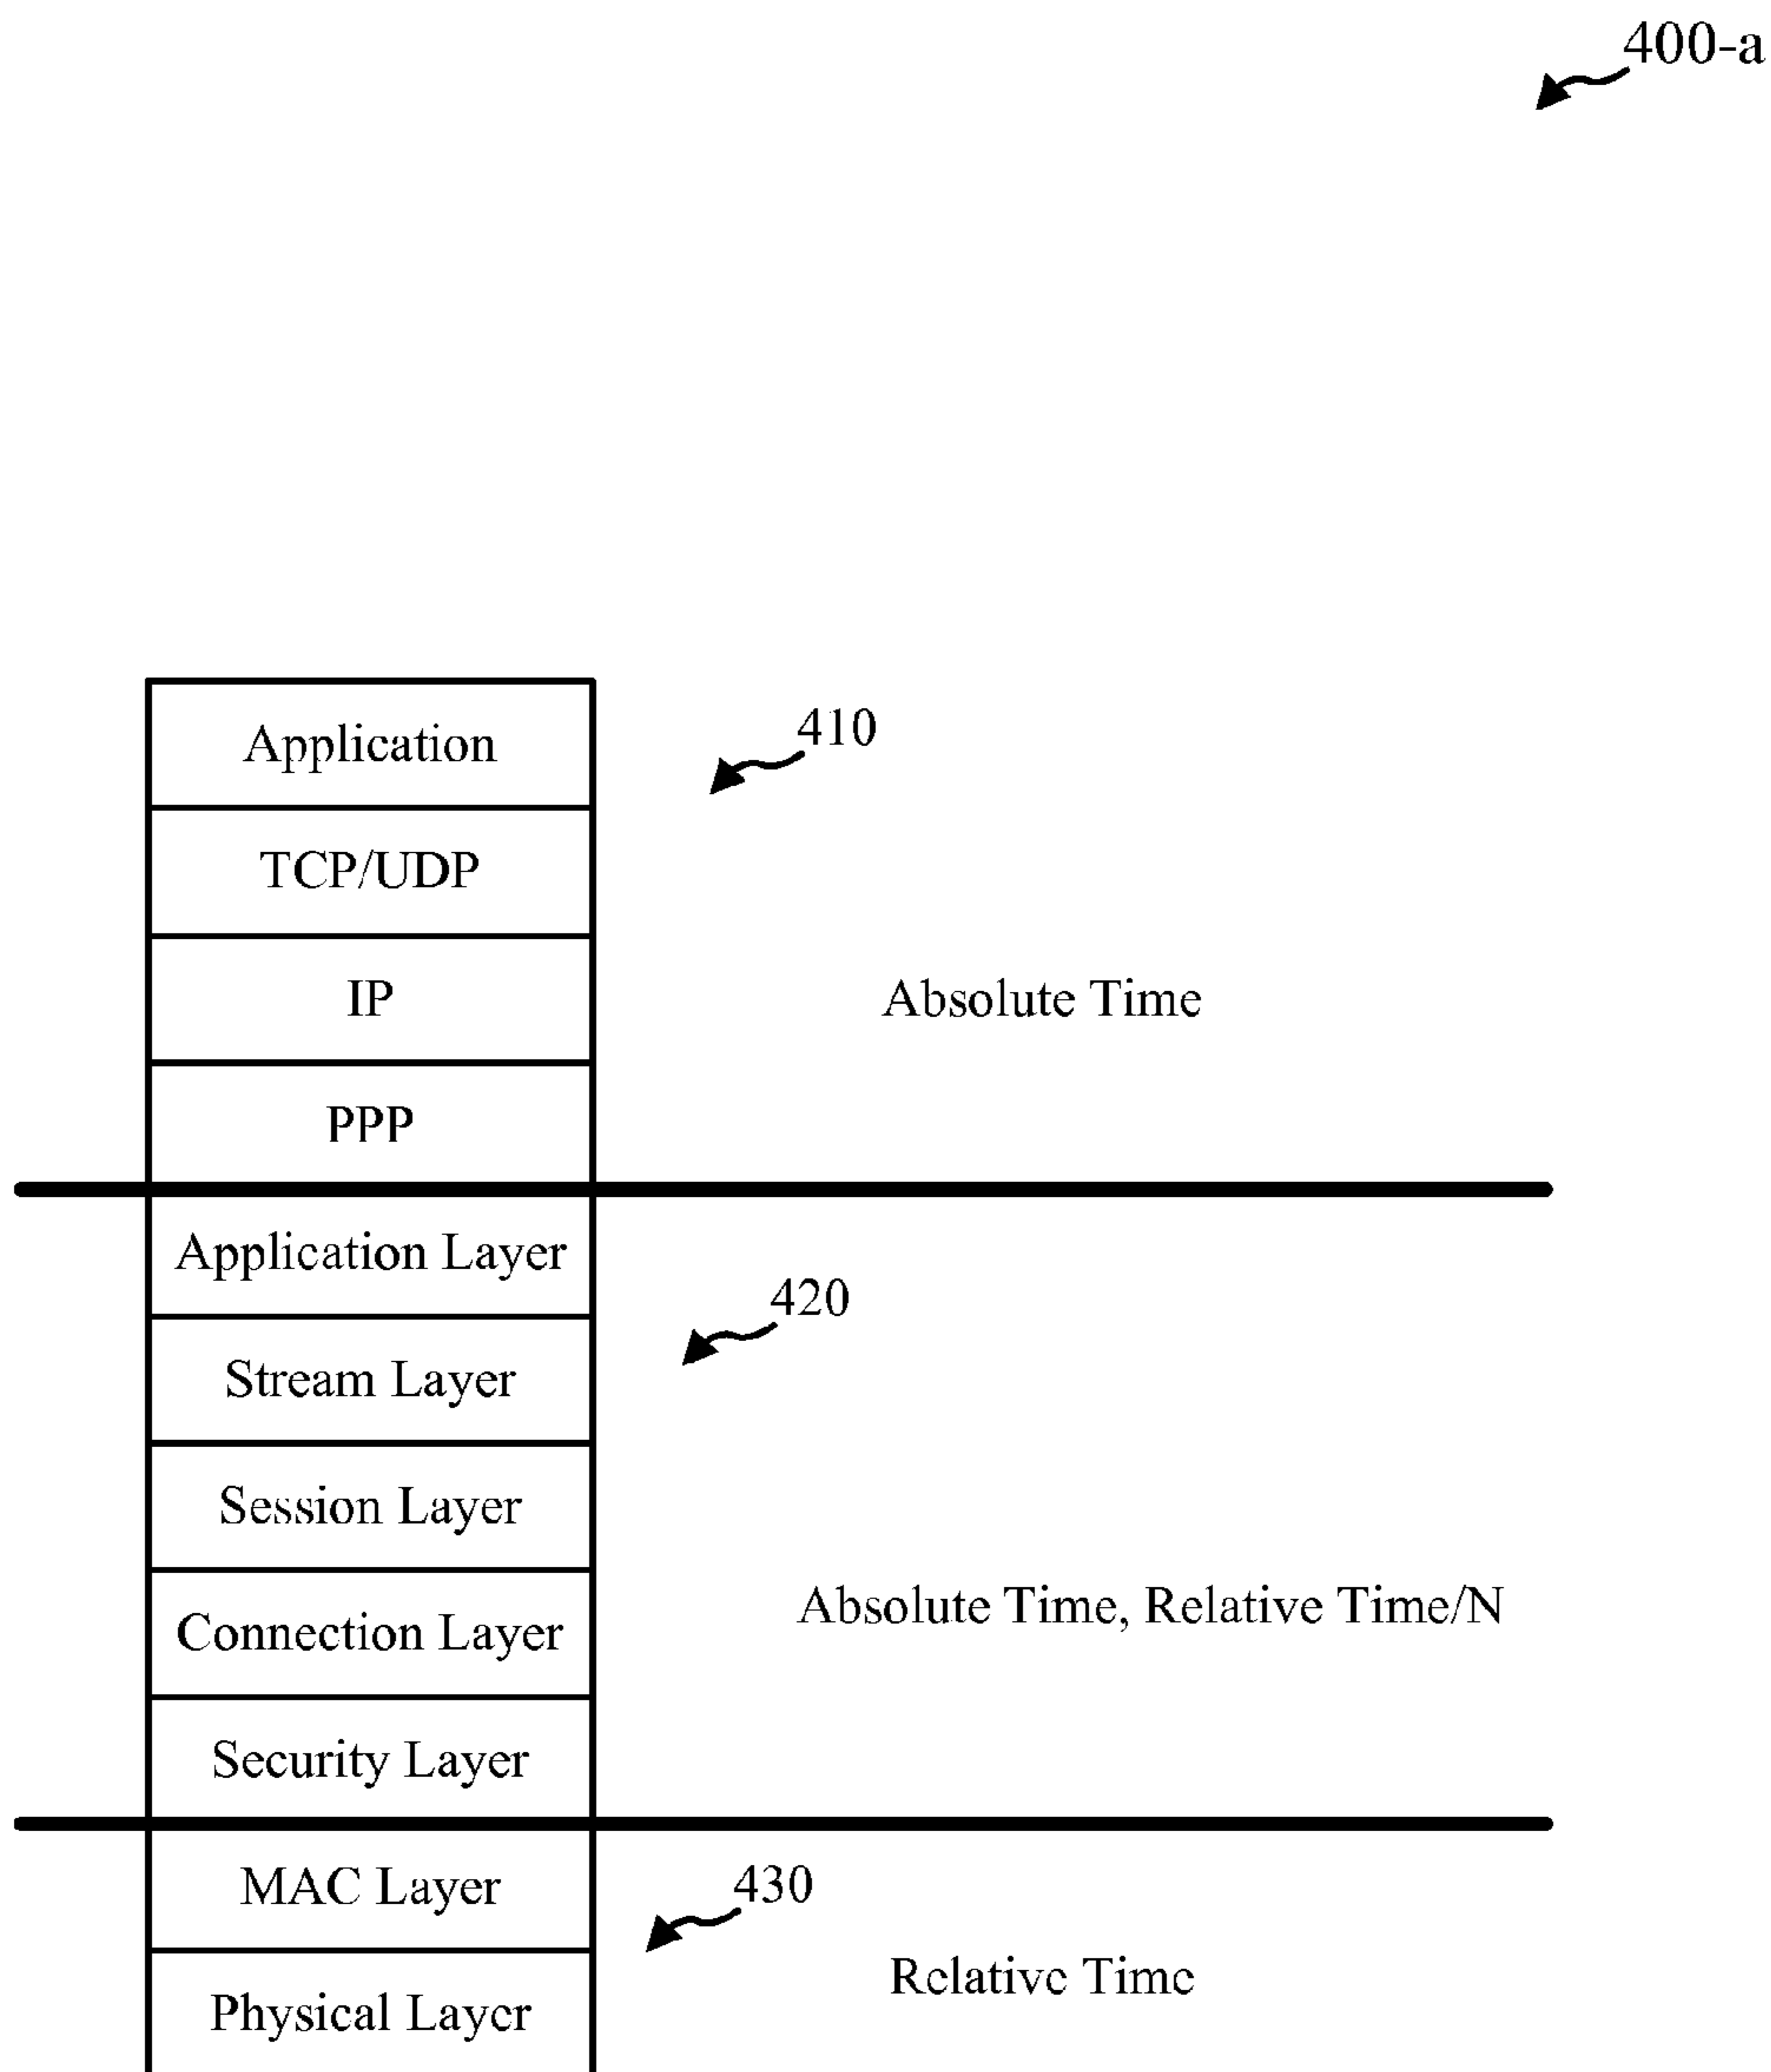 400-a
Application
410
TCP/UDP
IP
Absolute Time
PPP
Application Layer
420
Stream Layer
Session Layer
Connection Layer
Absolute Time, Relative Time/N
Security Layer
MAC Layer
430
Relative Time
Physical Layer